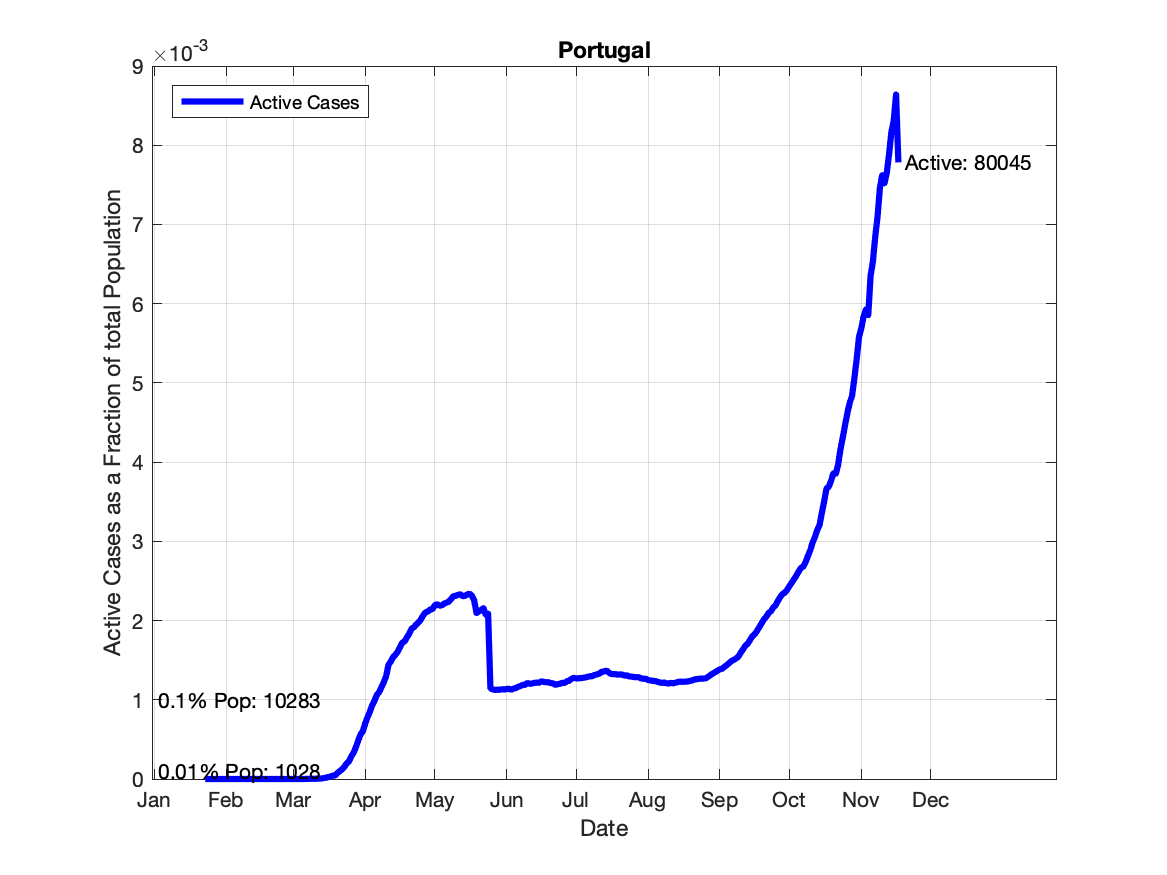 Portugal
×10-3
9
Active Cases
8
Active: 80045
7
6
5
4
3
2
1
0.1% Pop: 10283
0.01% Pop: 1028
0
Jan Feb Mar Apr May Jun Jul Aug Sep Oct Nov Dec
Date
Active Cases as a Fraction of total Population